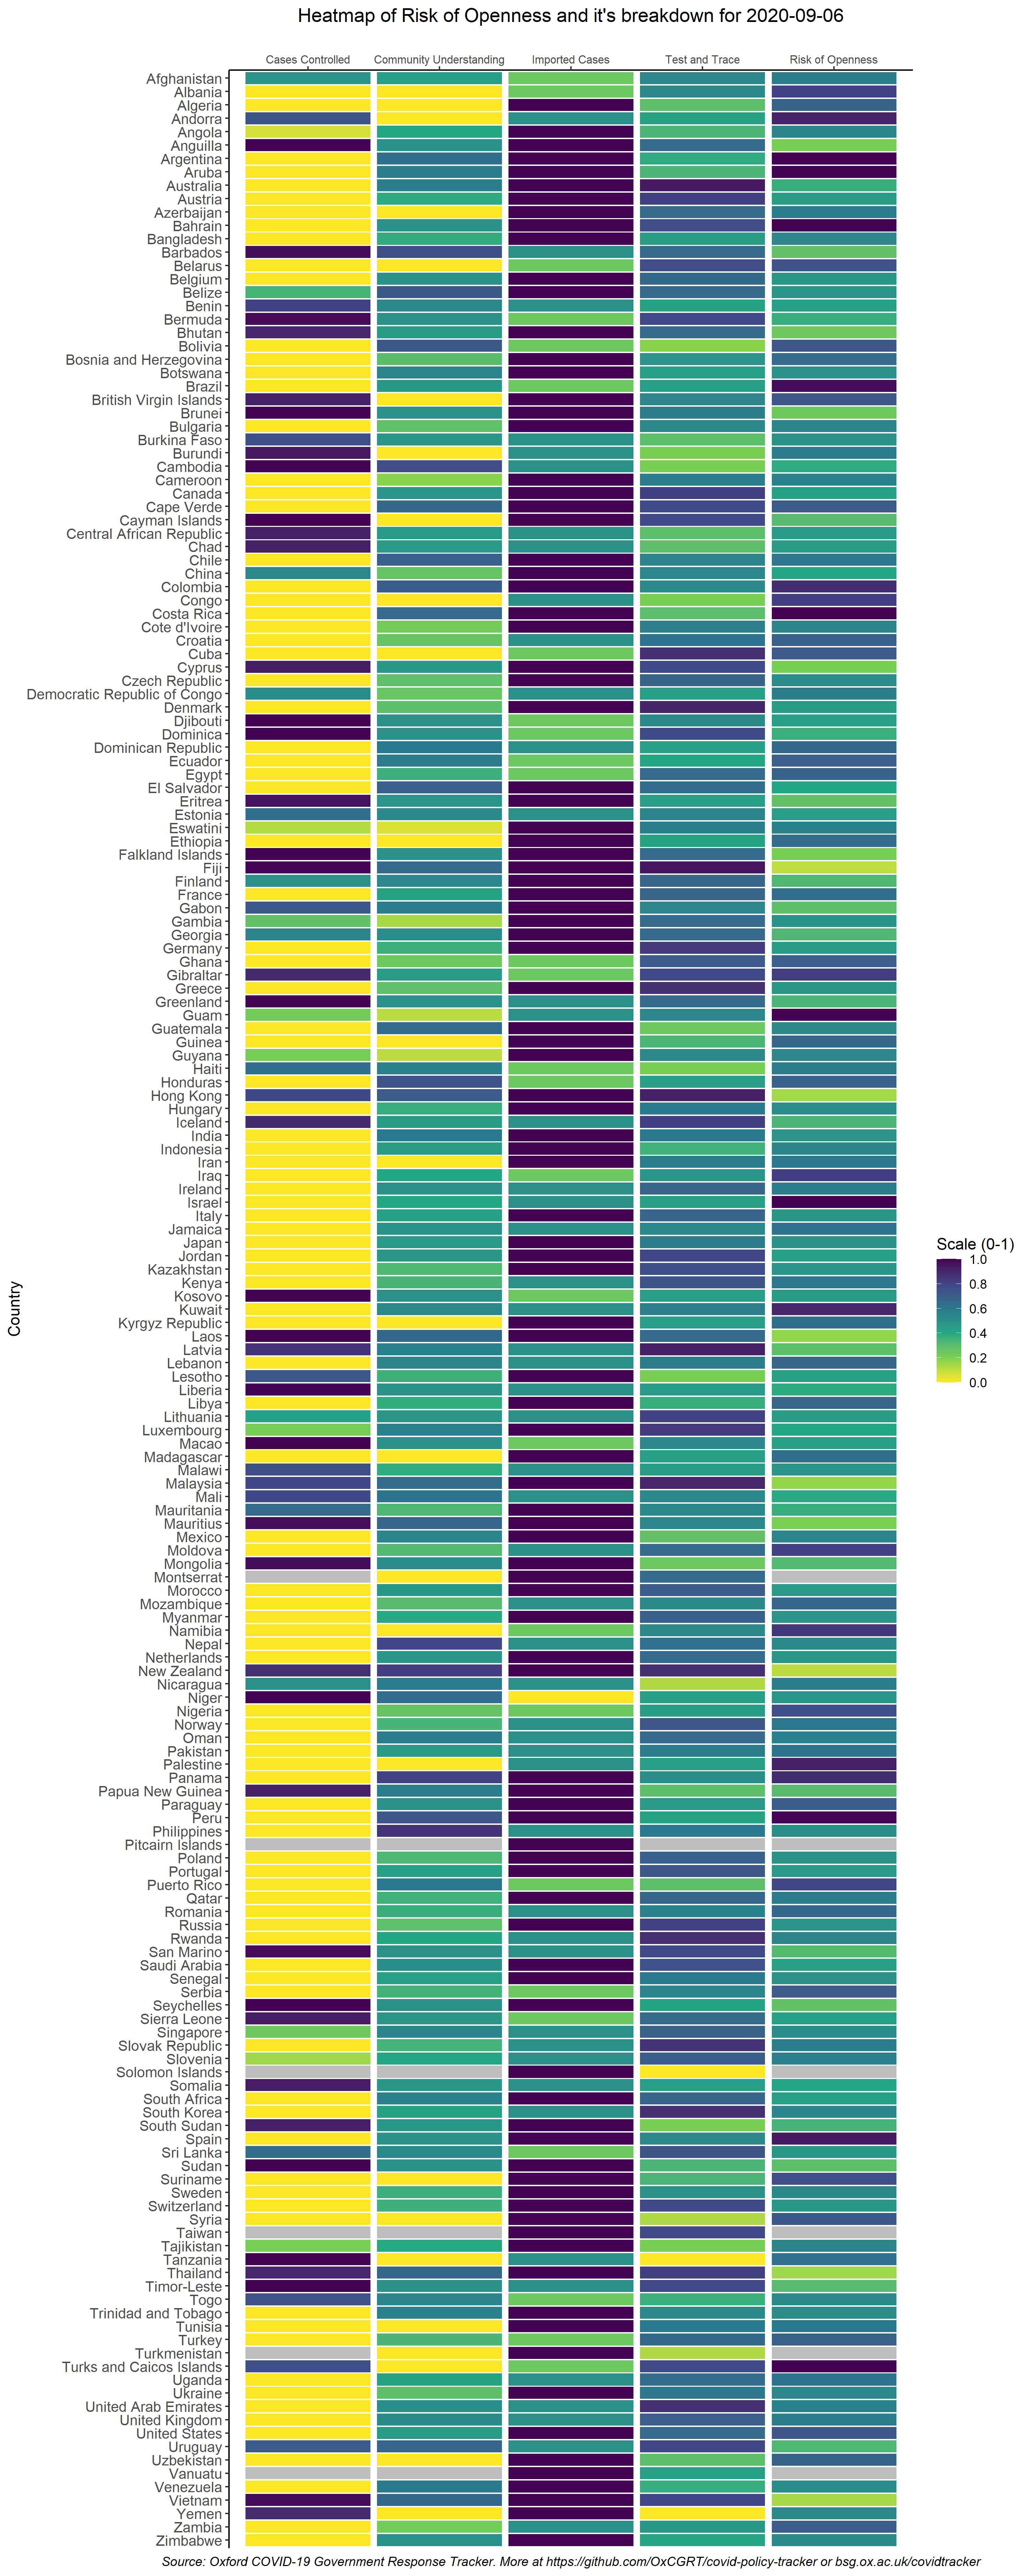 Heatmap of Risk of Openness and it's breakdown for 2020-09-06
Cases Controlled
Community Understanding
Imported Cases
Test and Trace
Risk of Openness
Afghanistan
Albania
Algeria
Andorra
Angola
Anguilla
Argentina
Aruba
Australia
Austria
Azerbaijan
Bahrain
Bangladesh
Barbados
Belarus
Belgium
Belize
Benin
Bermuda
Bhutan
Bolivia
Bosnia and Herzegovina
Botswana
Brazil
British Virgin Islands
Brunei
Bulgaria
Burkina Faso
Burundi
Cambodia
Cameroon
Canada
Cape Verde
Cayman Islands
Central African Republic
Chad
Chile
China
Colombia
Congo
Costa Rica
Cote d'Ivoire
Croatia
Cuba
Cyprus
Czech Republic
Democratic Republic of Congo
Denmark
Djibouti
Dominica
Dominican Republic
Ecuador
Egypt
El Salvador
Eritrea
Estonia
Eswatini
Ethiopia
Falkland Islands
Fiji
Finland
France
Gabon
Gambia
Georgia
Germany
Ghana
Gibraltar
Greece
Greenland
Guam
Guatemala
Guinea
Guyana
Haiti
Honduras
Hong Kong
Hungary
Iceland
India
Indonesia
Iran
Iraq
Ireland
Israel
Italy
Jamaica
Japan
Jordan
Kazakhstan
Kenya
Kosovo
Kuwait
Kyrgyz Republic
Laos
Latvia
Lebanon
Lesotho
Liberia
Libya
Lithuania
Luxembourg
Macao
Madagascar
Malawi
Malaysia
Mali
Mauritania
Mauritius
Mexico
Moldova
Mongolia
Montserrat
Morocco
Mozambique
Myanmar
Namibia
Nepal
Netherlands
New Zealand
Nicaragua
Niger
Nigeria
Norway
Oman
Pakistan
Palestine
Panama
Papua New Guinea
Paraguay
Peru
Philippines
Pitcairn Islands
Poland
Portugal
Puerto Rico
Qatar
Romania
Russia
Rwanda
San Marino
Saudi Arabia
Senegal
Serbia
Seychelles
Sierra Leone
Singapore
Slovak Republic
Slovenia
Solomon Islands
Somalia
South Africa
South Korea
South Sudan
Spain
Sri Lanka
Sudan
Suriname
Sweden
Switzerland
Syria
Taiwan
Tajikistan
Tanzania
Thailand
Timor-Leste
Togo
Trinidad and Tobago
Tunisia
Turkey
Turkmenistan
Turks and Caicos Islands
Uganda
Ukraine
United Arab Emirates
United Kingdom
United States
Uruguay
Uzbekistan
Vanuatu
Venezuela
Vietnam
Yemen
Zambia
Zimbabwe
Country
Scale (0-1)
1.0
0.8
0.6
0.4
0.2
0.0
Source: Oxford COVID-19 Government Response Tracker. More at https://github.com/OxCGRT/covid-policy-tracker or bsg.ox.ac.uk/covidtracker